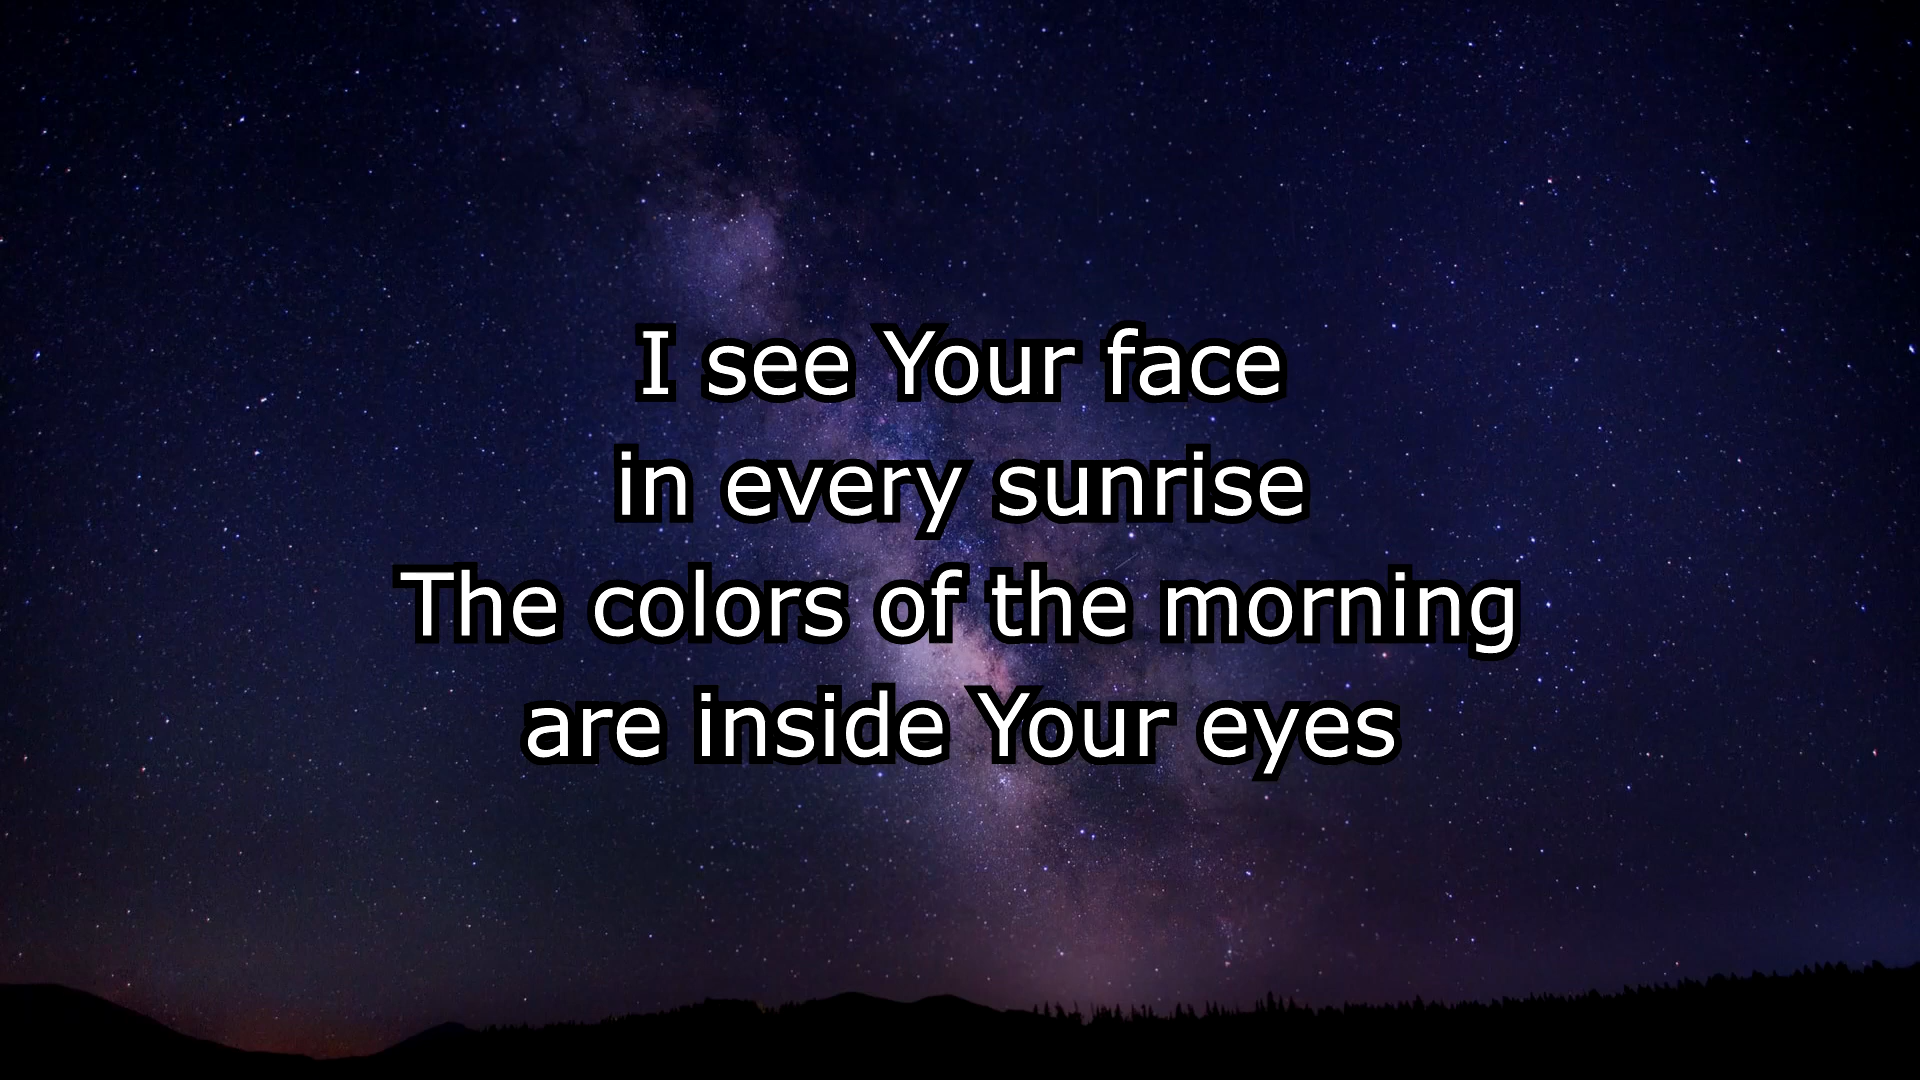 I see Your face
in every sunrise
The colors of the morning
are inside Your eyes